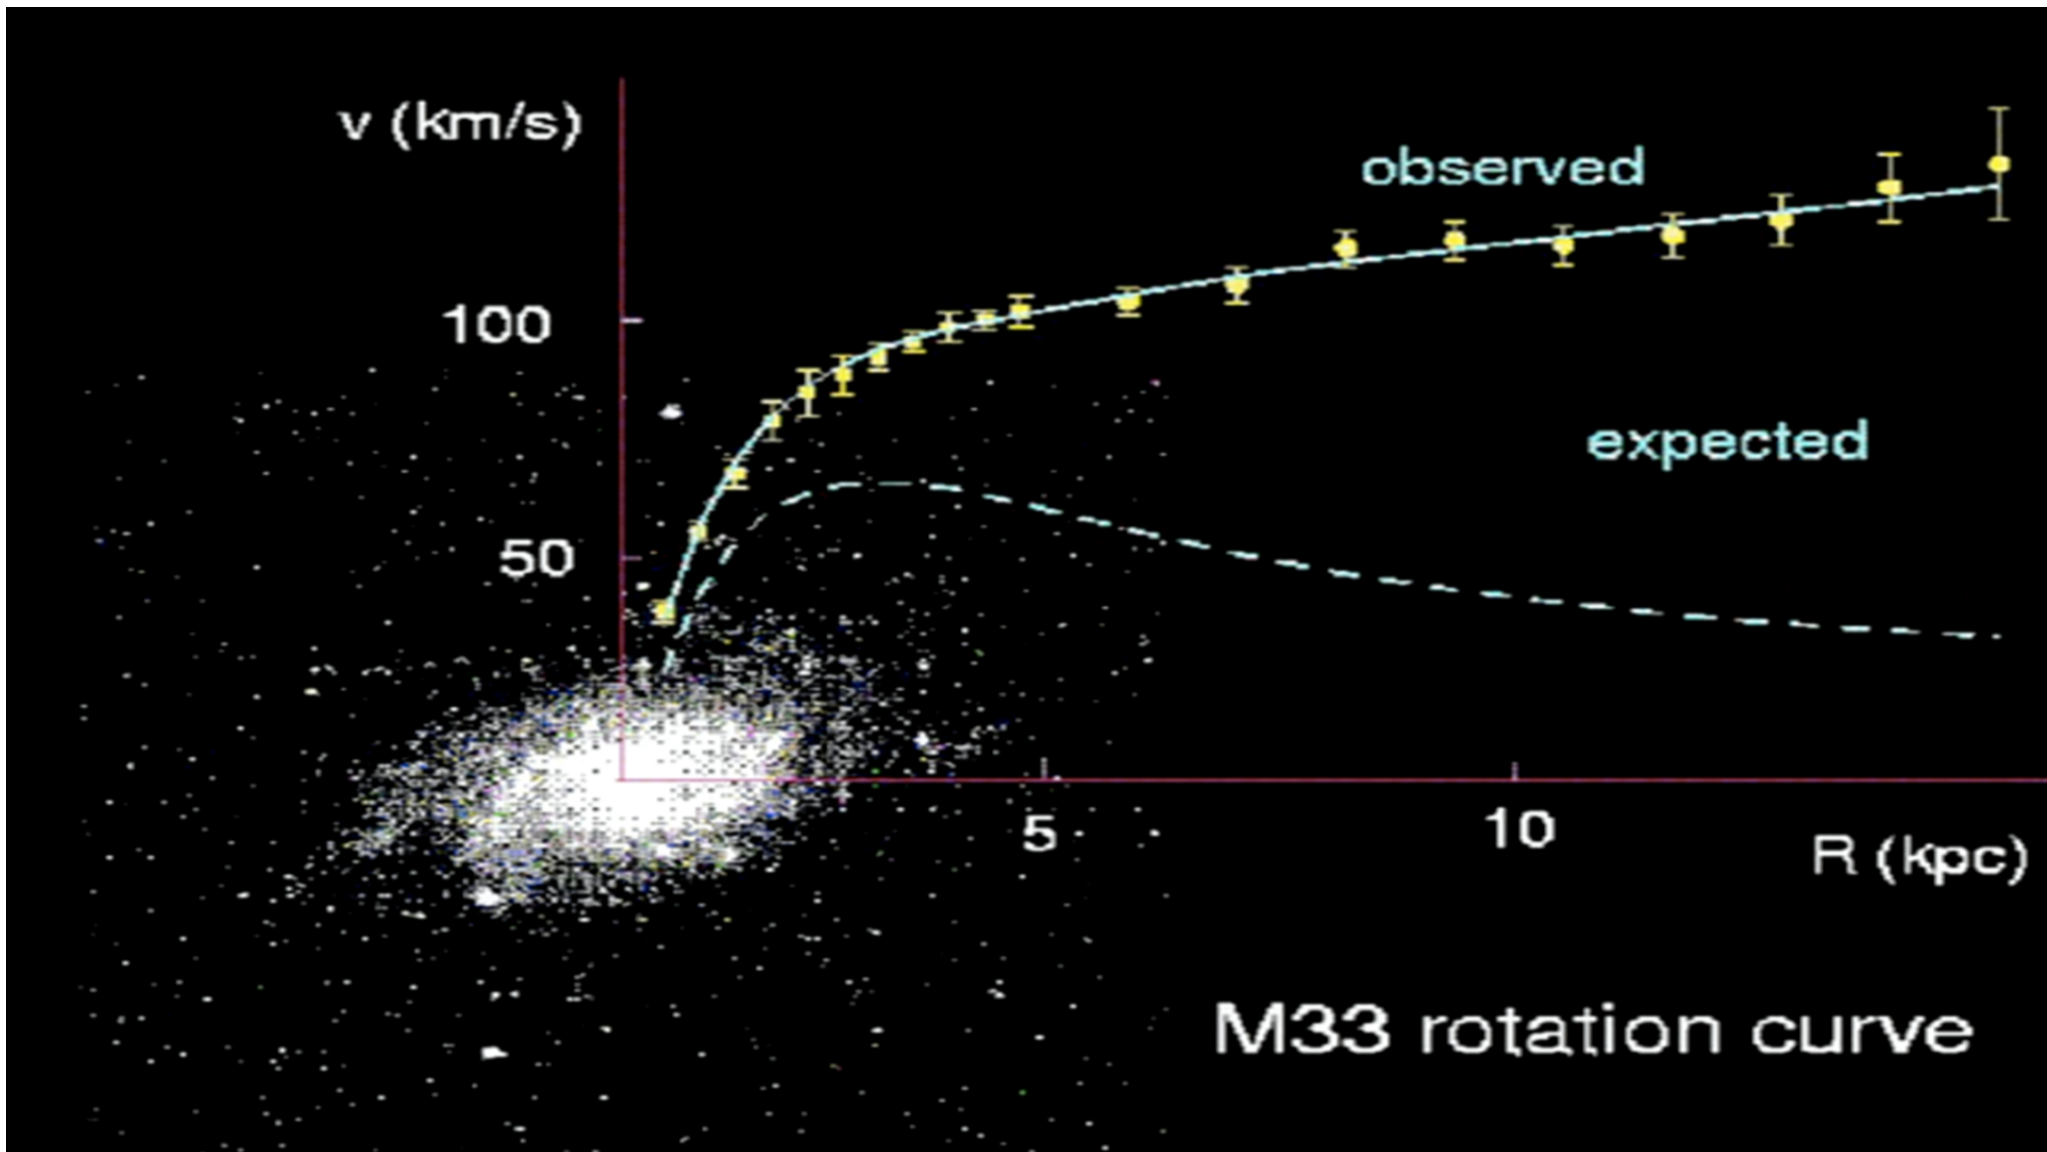 v (km/s)
observed
100
expected
50
5
10
R (kpc)
M33 rotation curve